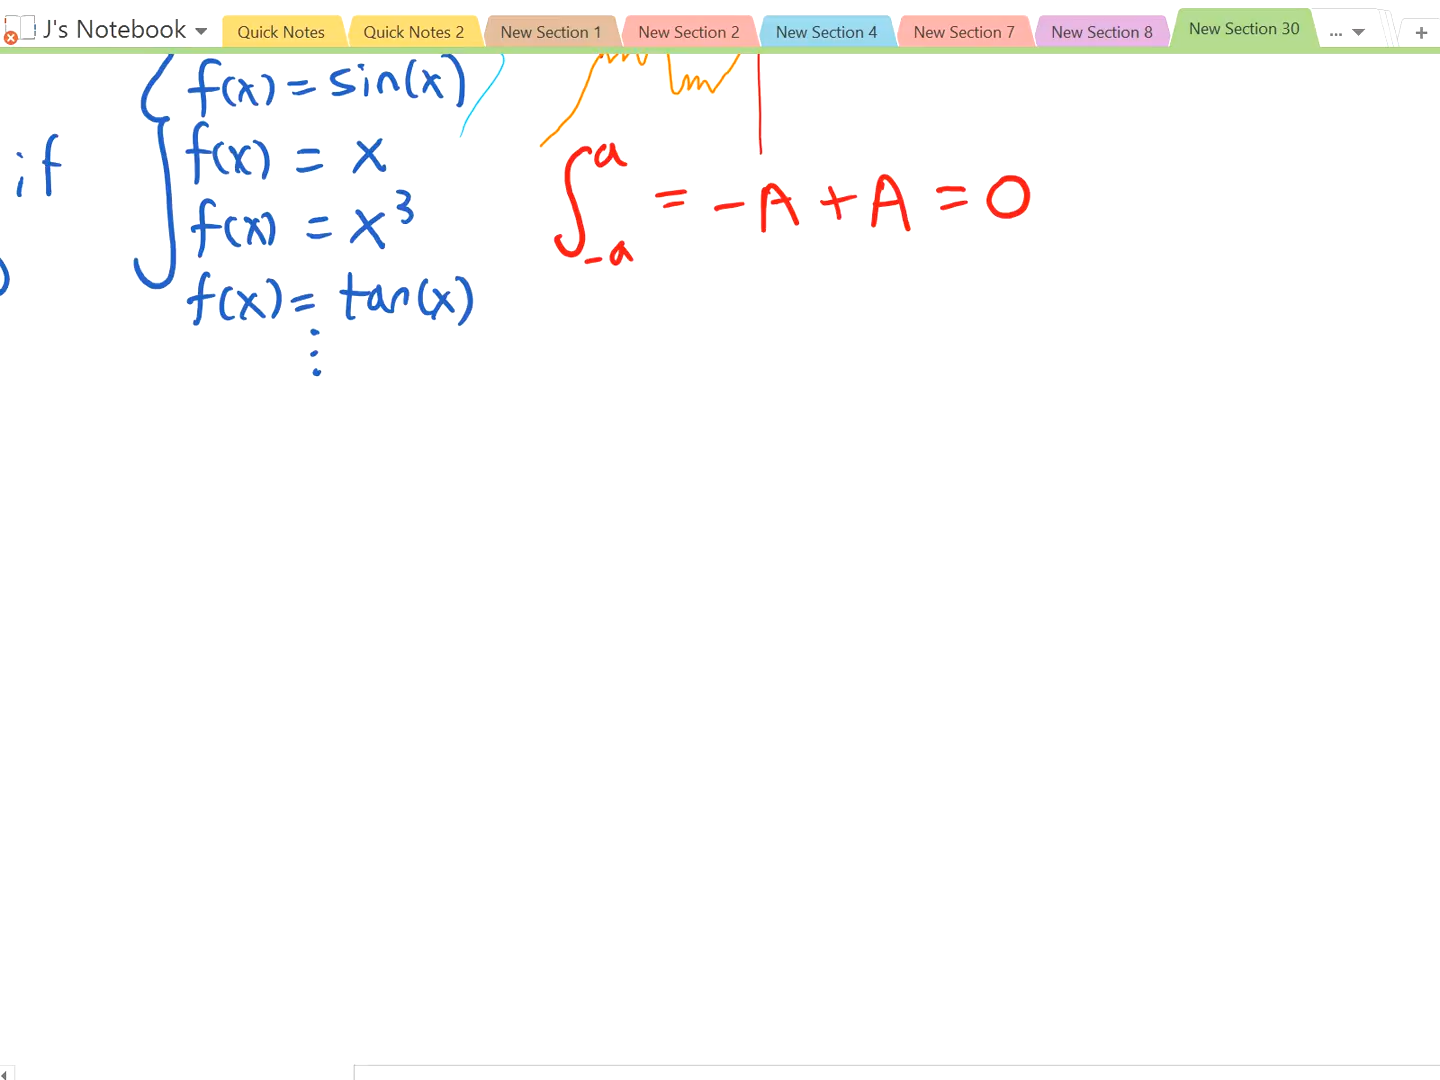 J's Notebook
Quick Notes
Quick Notes 2
New Section 1
New Section 2
New Section 4
New Section 7
New Section 8
New Section 30
...
+
f(x) = sin(x)
if
f(x) = x
f(x) = x³
f(x) = tan(x)
⋮
∫₋ₐᵃ = -A + A = 0